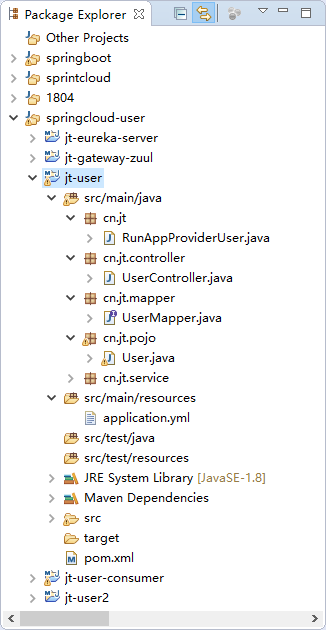 Package Explorer
Other Projects
springboot
sprintcloud
1804
springcloud-user
jt-eureka-server
jt-gateway-zuul
jt-user
src/main/java
cn.jt
RunAppProviderUser.java
cn.jt.controller
UserController.java
cn.jt.mapper
UserMapper.java
cn.jt.pojo
User.java
cn.jt.service
src/main/resources
application.yml
src/test/java
src/test/resources
JRE System Library [JavaSE-1.8]
Maven Dependencies
src
target
pom.xml
jt-user-consumer
jt-user2